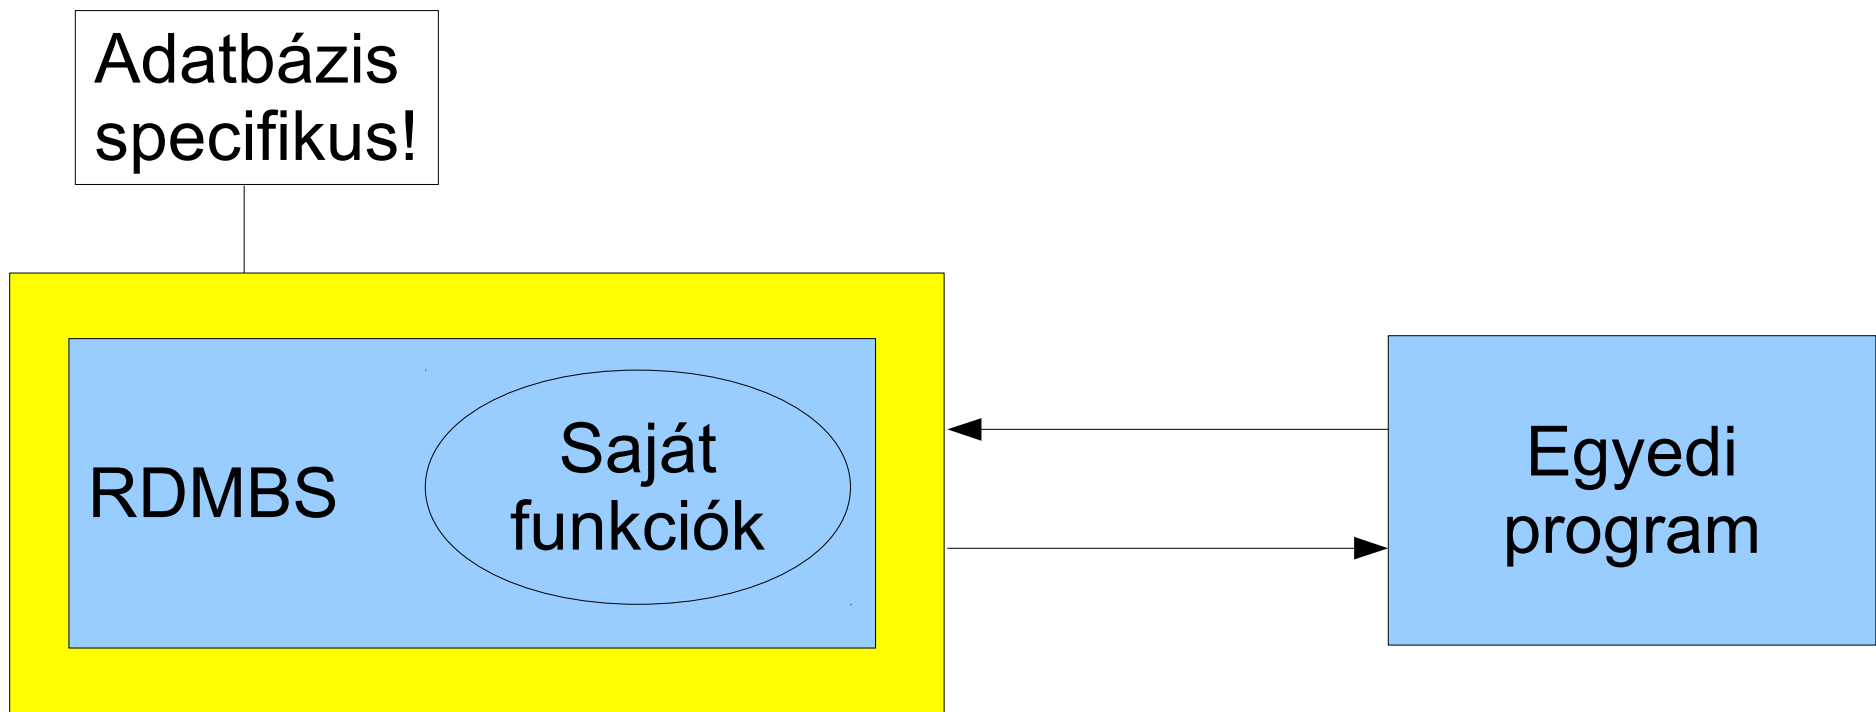 Adatbázis
specifikus!
RDMBS
Saját
funkciók
Egyedi
program